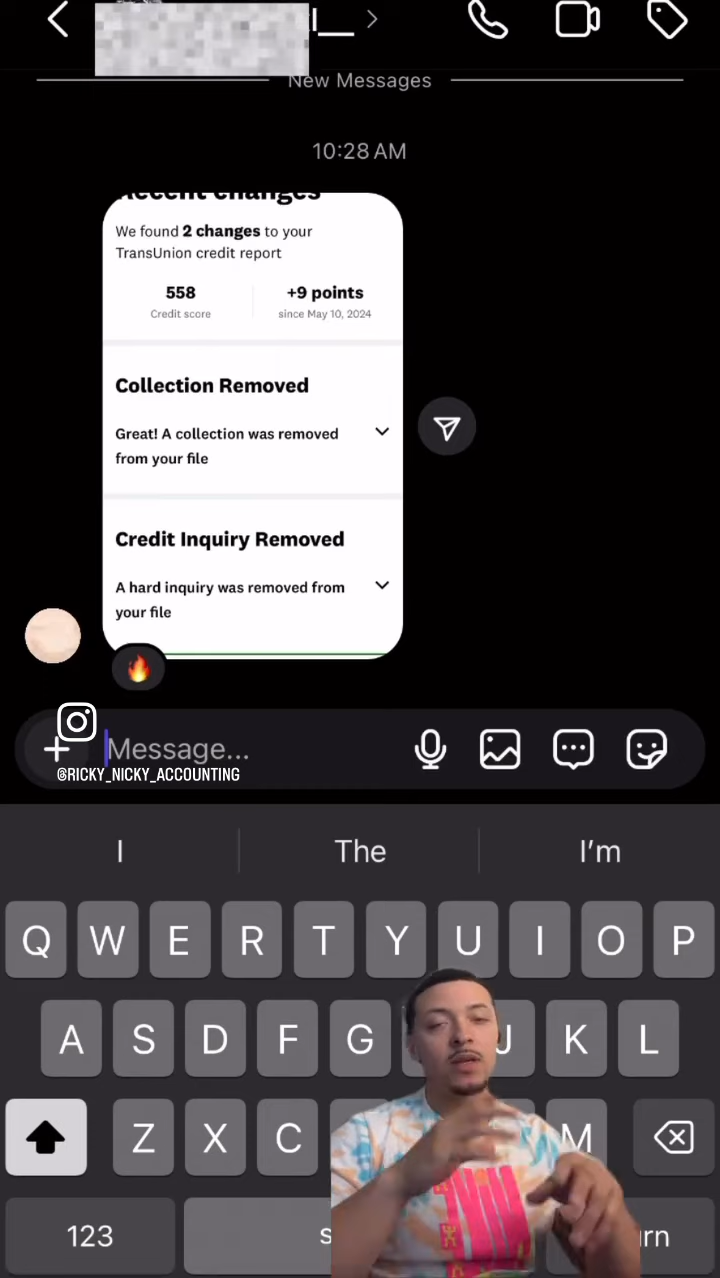 New Messages
10:28 AM
Recent changes
We found 2 changes to your
TransUnion credit report
558
+9 points
Credit score
since May 10, 2024
Collection Removed
Great! A collection was removed
from your file
Credit Inquiry Removed
A hard inquiry was removed from
your file
Message...
@RICKY_NICKY_ACCOUNTING
I
The
I'm
Q W E R T Y U I O P
A S D F G J K L
Z X C M
123